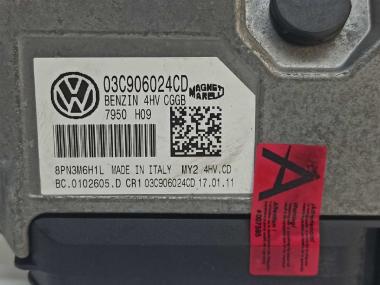 03C906024CD
MAGNETI
MARELLI
BENZIN 4HV CGGB
7950 H09
8PN3M6H1L MADE IN ITALY MY2 4HV.CD
BC.0102605.D CR1 03C906024CD 17.01.11
A
Attention!